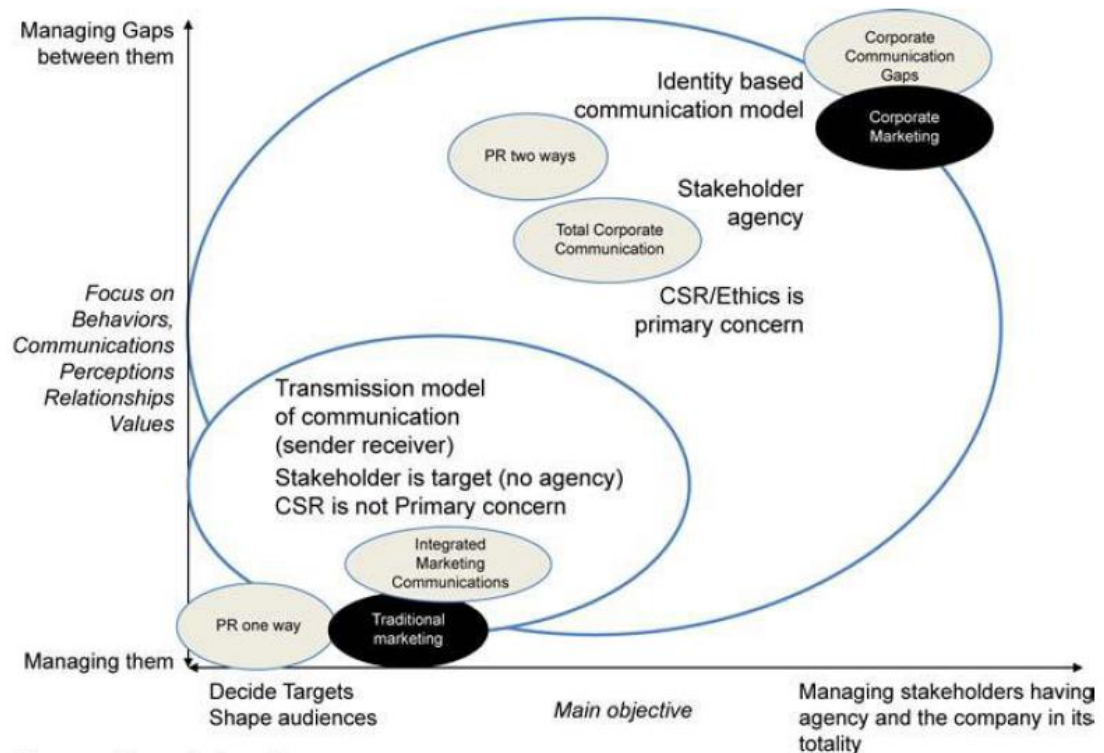 Managing Gaps
between them
Corporate
Communication
Gaps
Identity based
communication model
Corporate
Marketing
PR two ways
Stakeholder
agency
Total Corporate
Communication
CSR/Ethics is
primary concern
Focus on
Behaviors,
Communications
Perceptions
Relationships
Values
Transmission model
of communication
(sender receiver)
Stakeholder is target (no agency)
CSR is not Primary concern
Integrated
Marketing
Communications
PR one way
Traditional
marketing
Managing them
Decide Targets
Shape audiences
Main objective
Managing stakeholders having
agency and the company in its
totality